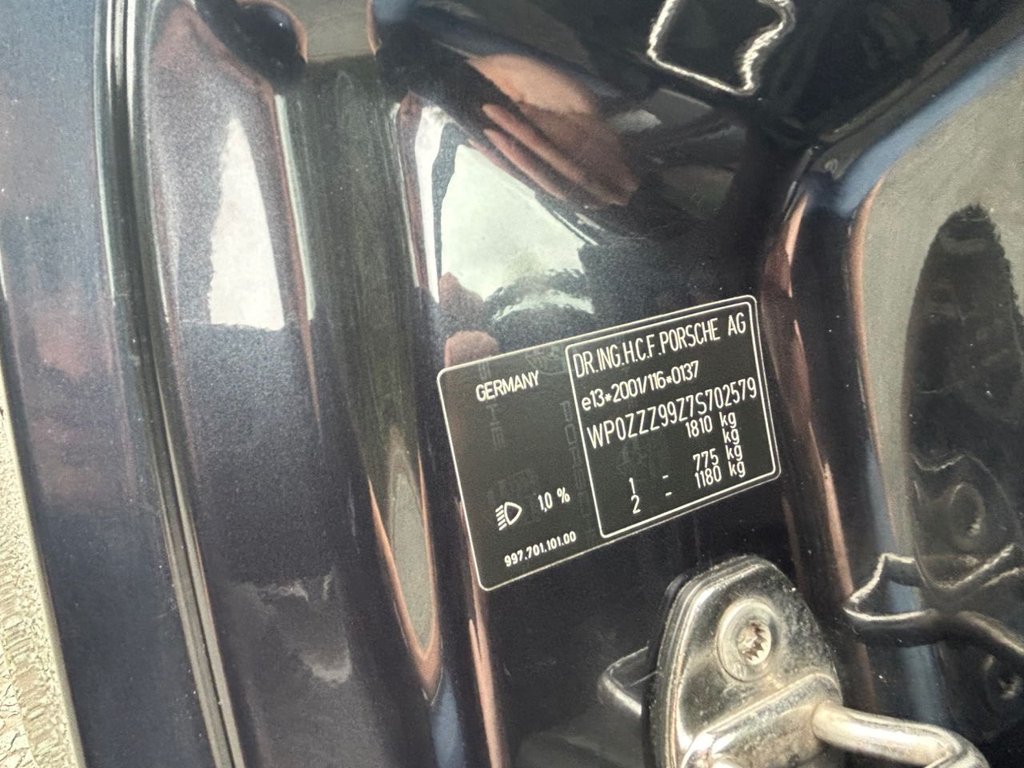 GERMANY
1,0 %
997.701.101.00
DR.ING.H.C.F.PORSCHE AG
e13*2001/116*0137
WP0ZZZ99Z7S702579
1810 kg
kg
1 - 775 kg
2 - 1180 kg